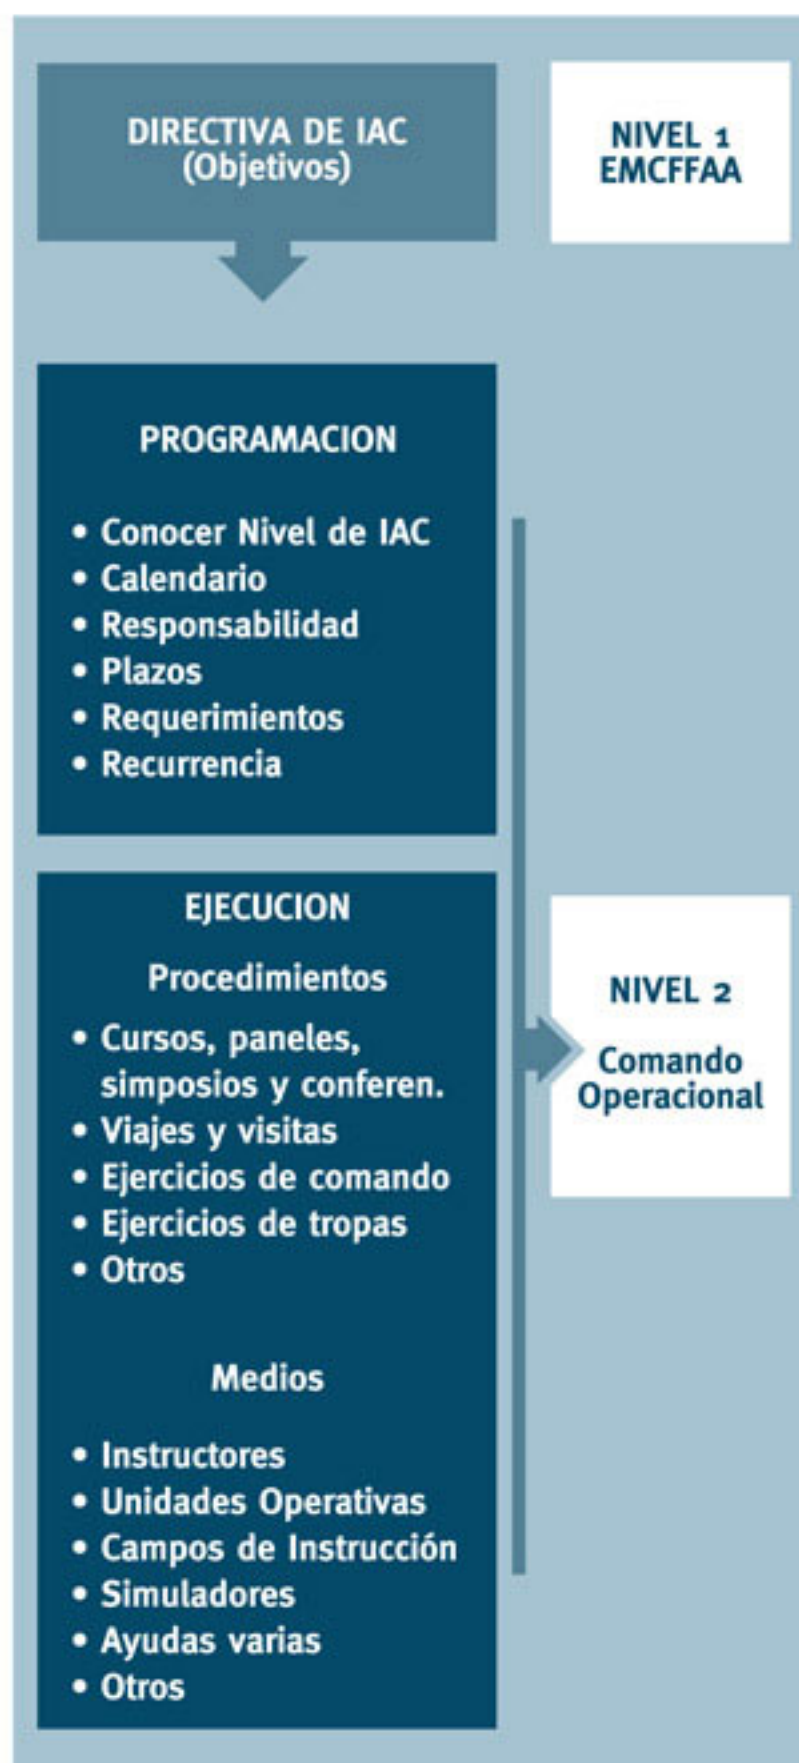 DIRECTIVA DE IAC
(Objetivos)
NIVEL 1
EMCFFAA
PROGRAMACION
• Conocer Nivel de IAC
• Calendario
• Responsabilidad
• Plazos
• Requerimientos
• Recurrencia
EJECUCION
Procedimientos
• Cursos, paneles,
simposios y conferen.
• Viajes y visitas
• Ejercicios de comando
• Ejercicios de tropas
• Otros
Medios
• Instructores
• Unidades Operativas
• Campos de Instrucción
• Simuladores
• Ayudas varias
• Otros
NIVEL 2
Comando
Operacional